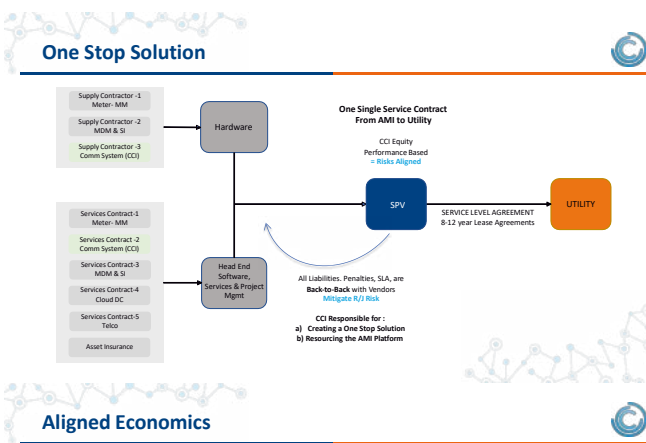 One Stop Solution
Supply Contractor -1
Meter- MM
Supply Contractor -2
MDM & SI
Supply Contractor -3
Comm System (CCI)
Hardware
One Single Service Contract
From AMI to Utility
CCI Equity
Performance Based
= Risks Aligned
SPV
SERVICE LEVEL AGREEMENT
8-12 year Lease Agreements
UTILITY
Services Contract-1
Meter- MM
Services Contract -2
Comm System (CCI)
Services Contract-3
MDM & SI
Services Contract-4
Cloud DC
Services Contract-5
Telco
Asset Insurance
Head End
Software,
Services & Project
Mgmt
All Liabilities. Penalties, SLA, are
Back-to-Back with Vendors
Mitigate R/J Risk
CCI Responsible for :
a) Creating a One Stop Solution
b) Resourcing the AMI Platform
Aligned Economics